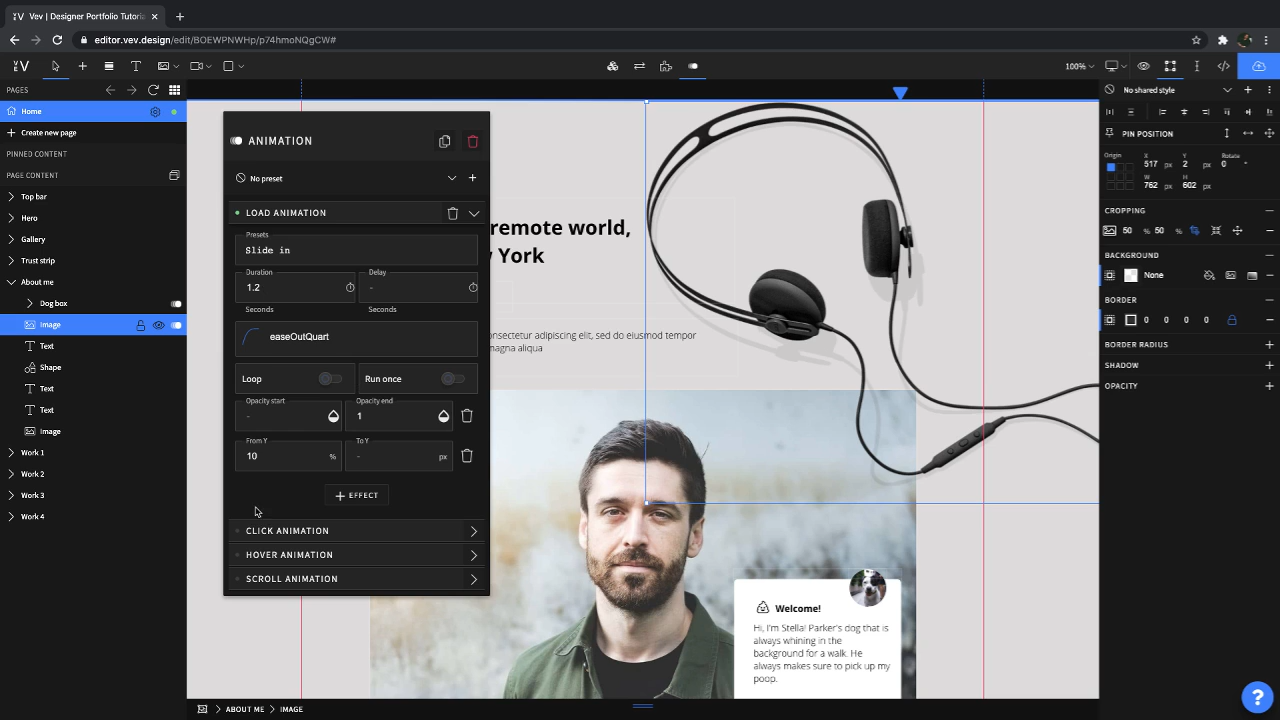 Vev | Designer Portfolio Tutoria
editor.vev.design/edit/BOEWPNWHp/p74hmoNQgCW#
100%
PAGES
Home
Create new page
PINNED CONTENT
PAGE CONTENT
Top bar
Hero
Gallery
Trust strip
About me
Dog box
Image
Text
Shape
Text
Text
Image
Work 1
Work 2
Work 3
Work 4
ANIMATION
No preset
LOAD ANIMATION
Presets
Slide in
Duration
1.2
Seconds
Delay
-
Seconds
easeOutQuart
Loop
Run once
Opacity start
-
Opacity end
1
From Y
10 %
To Y
- px
EFFECT
CLICK ANIMATION
HOVER ANIMATION
SCROLL ANIMATION
remote world,
York
onsectetur adipiscing elit, sed do eiusmod tempor
magna aliqua
Welcome!
Hi, I'm Stella! Parker's dog that is
always whining in the
background for a walk. He
always makes sure to pick up my
poop.
No shared style
PIN POSITION
Origin
X
517 px
Y
2 px
Rotate
0
W
762 px
H
602 px
CROPPING
50 % 50 %
BACKGROUND
None
BORDER
0 0 0 0
BORDER RADIUS
SHADOW
OPACITY
ABOUT ME
IMAGE
?